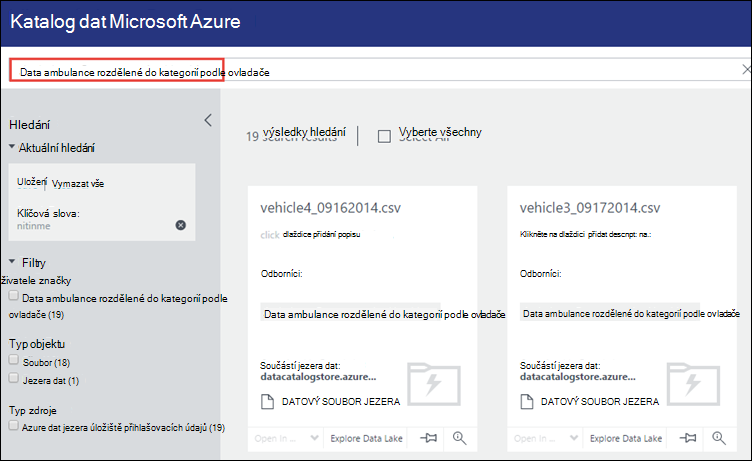 Katalog dat Microsoft Azure
Data ambulance rozdělené do kategorií podle ovladače
Hledání
Aktuální hledání
Uložení | Vymazat vše
Klíčová slova:
nitinme
Filtry
živatele značky
Data ambulance rozdělené do kategorií podle
ovladače (19)
Typ objektu
Soubor (18)
Jezera dat (1)
Typ zdroje
Azure dat jezera úložiště přihlašovacích údajů (19)
19 výsledky hledání
Vyberte všechny
vehicle4_09162014.csv
click dlaždice přidání popisu
Odborníci:
Data ambulance rozdělené do kategorií podle ovladače
Součástí jezera dat:
datacatalogstore.azure...
DATOVÝ SOUBOR JEZERA
Open In ...
Explore Data Lake
vehicle3_09172014.csv
Klikněte na dlaždici přidat descnpt: na.:
Odborníci:
Data ambulance rozdělené do kategorií podle ovladače
Součástí jezera dat:
datacatalogstore.azure...
DATOVÝ SOUBOR JEZERA
Open In ...
Explore Data Lake